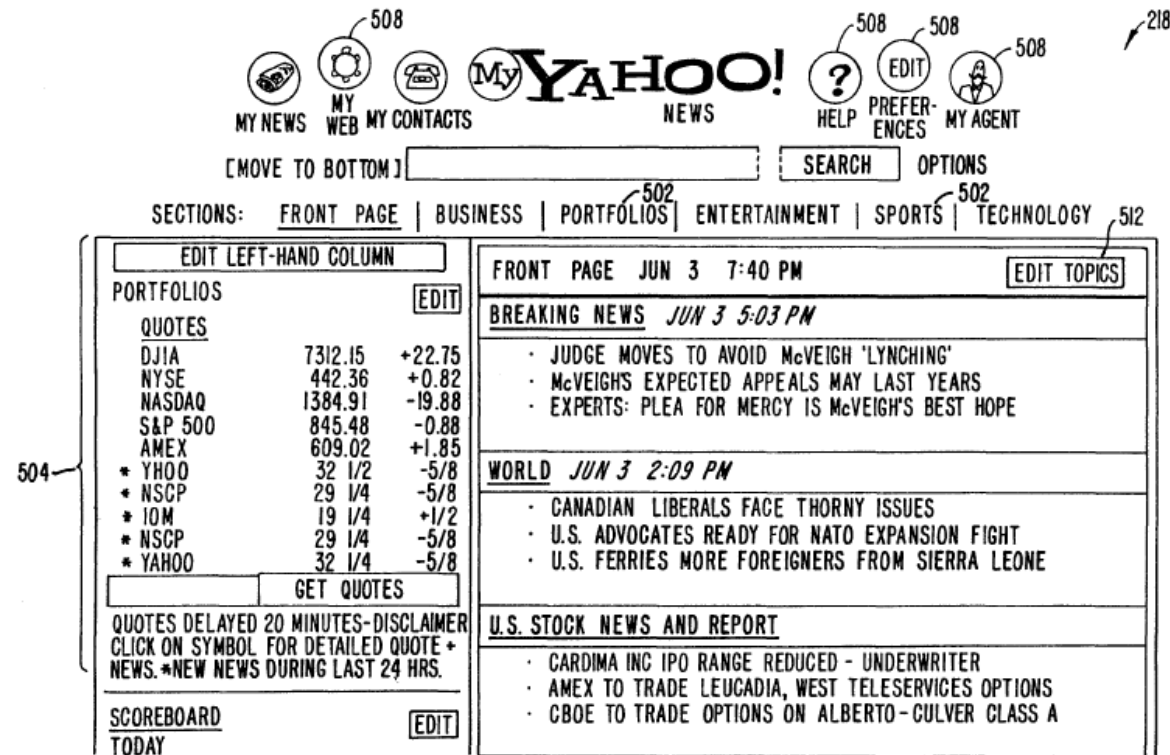 508
508
508
508
218
My YAHOO!
EDIT
?
NEWS
MY NEWS
MY WEB
MY CONTACTS
HELP
PREFER-
ENCES
MY AGENT
[MOVE TO BOTTOM]
SEARCH
OPTIONS
502
502
512
SECTIONS: FRONT PAGE | BUSINESS | PORTFOLIOS | ENTERTAINMENT | SPORTS | TECHNOLOGY
504
EDIT LEFT-HAND COLUMN
PORTFOLIOS EDIT
QUOTES
DJIA 7312.15 +22.75
NYSE 442.36 +0.82
NASDAQ 1384.91 -19.88
S&P 500 845.48 -0.88
AMEX 609.02 +1.85
* YHOO 32 1/2 -5/8
* NSCP 29 1/4 -5/8
* IOM 19 1/4 +1/2
* NSCP 29 1/4 -5/8
* YAHOO 32 1/4 -5/8
GET QUOTES
QUOTES DELAYED 20 MINUTES-DISCLAIMER
CLICK ON SYMBOL FOR DETAILED QUOTE +
NEWS. *NEW NEWS DURING LAST 24 HRS.
SCOREBOARD EDIT
TODAY
FRONT PAGE JUN 3 7:40 PM EDIT TOPICS
BREAKING NEWS JUN 3 5:03 PM
· JUDGE MOVES TO AVOID McVEIGH 'LYNCHING'
· McVEIGH'S EXPECTED APPEALS MAY LAST YEARS
· EXPERTS: PLEA FOR MERCY IS McVEIGH'S BEST HOPE
WORLD JUN 3 2:09 PM
· CANADIAN LIBERALS FACE THORNY ISSUES
· U.S. ADVOCATES READY FOR NATO EXPANSION FIGHT
· U.S. FERRIES MORE FOREIGNERS FROM SIERRA LEONE
U.S. STOCK NEWS AND REPORT
· CARDIMA INC IPO RANGE REDUCED - UNDERWRITER
· AMEX TO TRADE LEUCADIA, WEST TELESERVICES OPTIONS
· CBOE TO TRADE OPTIONS ON ALBERTO-CULVER CLASS A